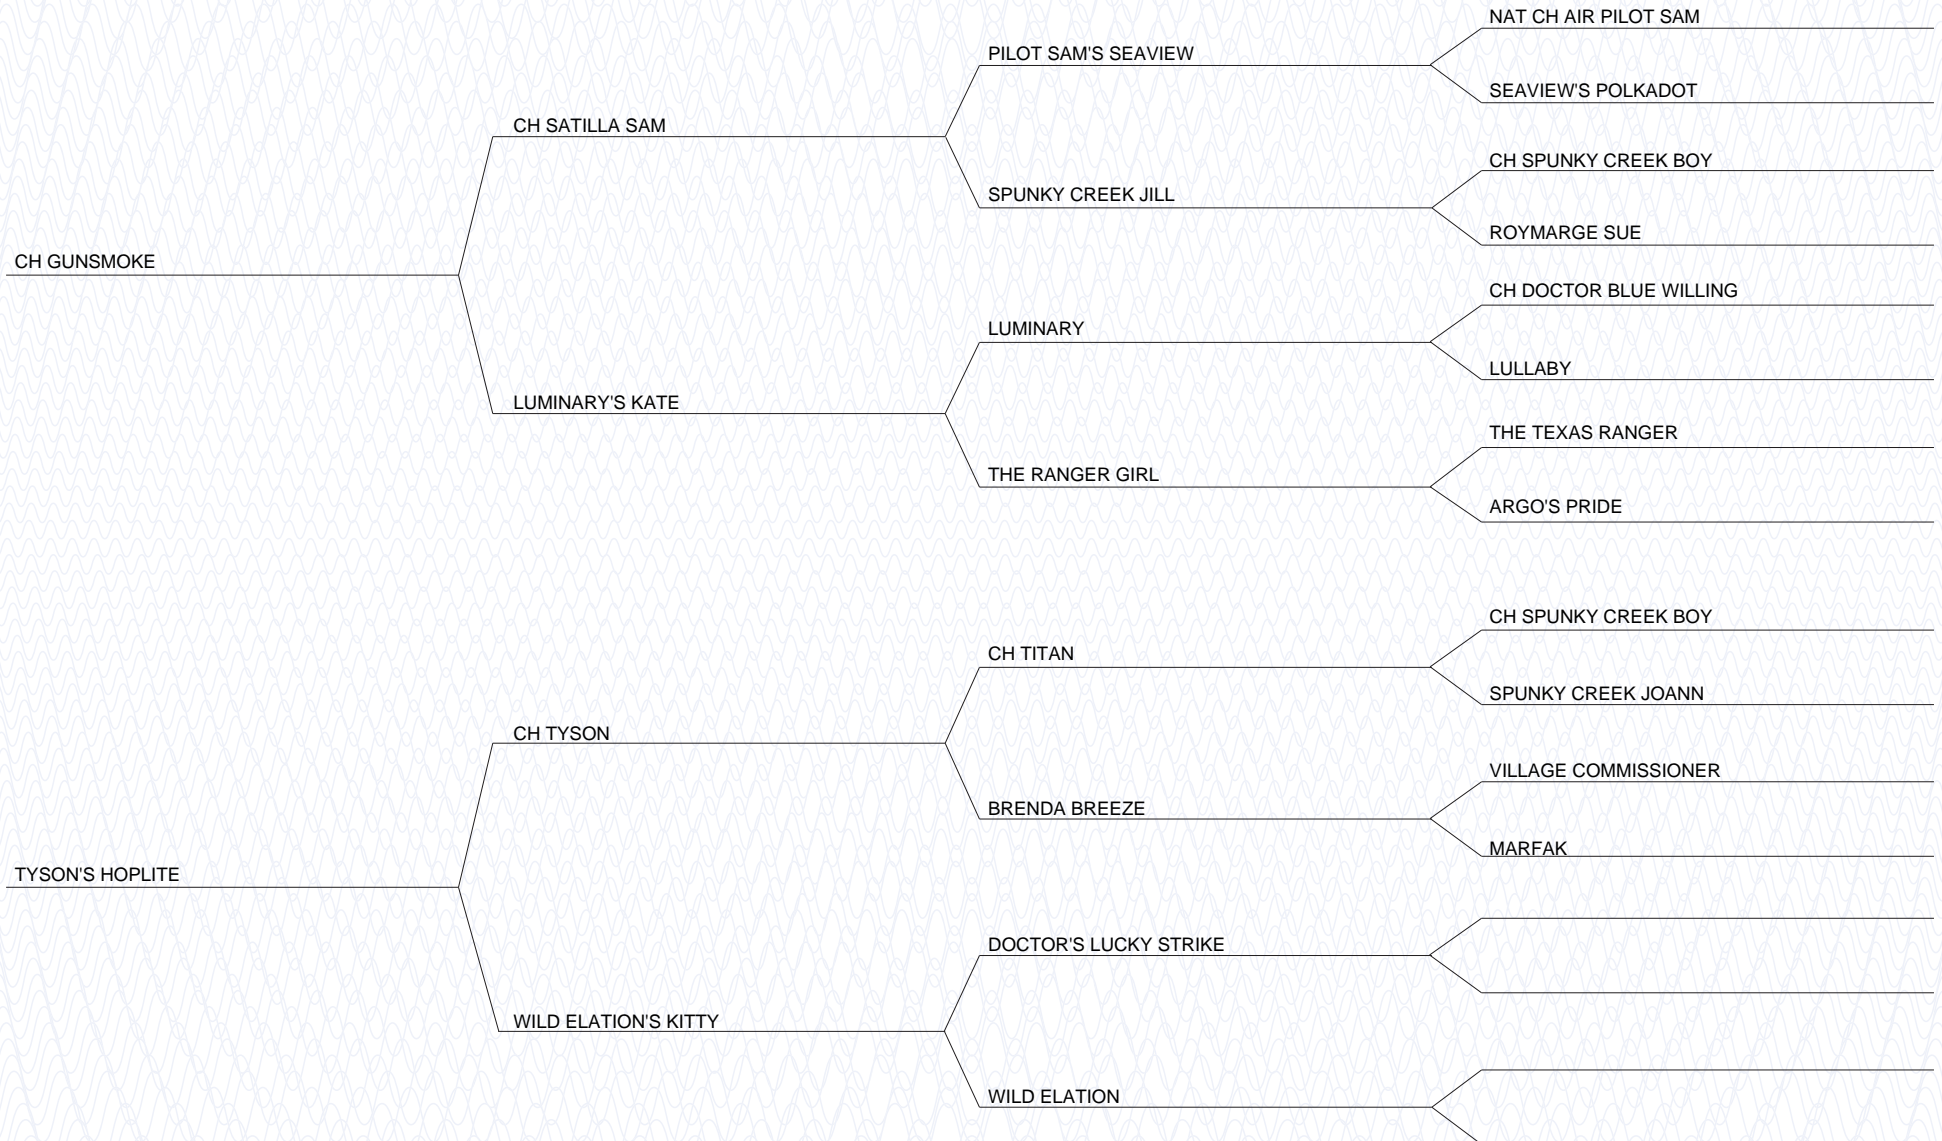 NAT CH AIR PILOT SAM
PILOT SAM'S SEAVIEW
SEAVIEW'S POLKADOT
CH SATILLA SAM
CH SPUNKY CREEK BOY
SPUNKY CREEK JILL
ROYMARGE SUE
CH GUNSMOKE
CH DOCTOR BLUE WILLING
LUMINARY
LULLABY
LUMINARY'S KATE
THE TEXAS RANGER
THE RANGER GIRL
ARGO'S PRIDE
CH SPUNKY CREEK BOY
CH TITAN
SPUNKY CREEK JOANN
CH TYSON
VILLAGE COMMISSIONER
BRENDA BREEZE
MARFAK
TYSON'S HOPLITE
DOCTOR'S LUCKY STRIKE
WILD ELATION'S KITTY
WILD ELATION